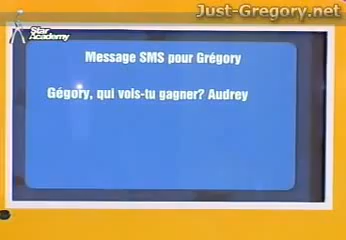 Just-Gregory.net
Star
Academy
Message SMS pour Grégory
Gégory, qui vois-tu gagner? Audrey